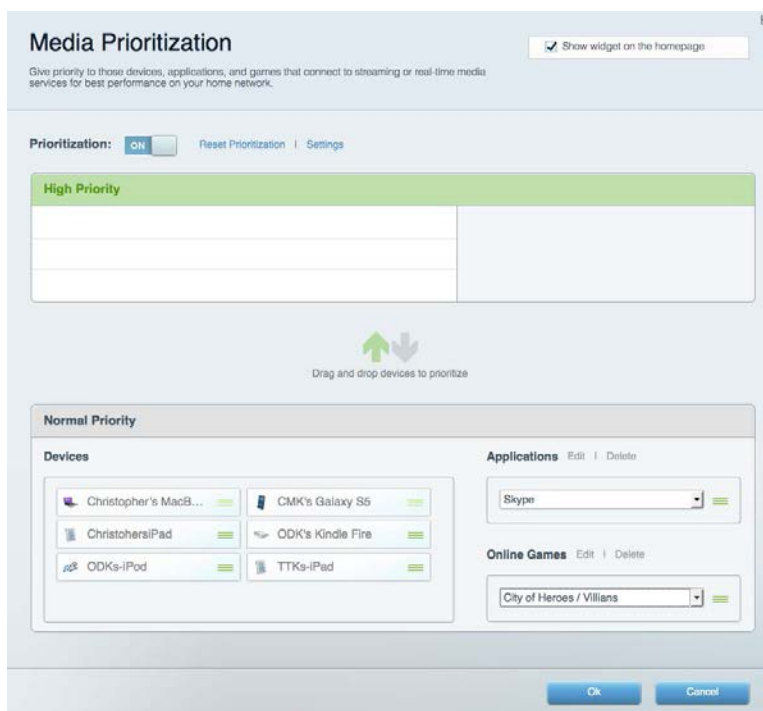 Media Prioritization
Show widget on the homepage
Give priority to those devices, applications, and games that connect to streaming or real-time media
services for best performance on your home network.
Prioritization: ON Reset Prioritization | Settings
High Priority
Drag and drop devices to prioritize
Normal Priority
Devices
Christopher's MacB...
CMK's Galaxy S5
ChristohersiPad
ODK's Kindle Fire
ODKs-iPod
TTKs-iPad
Applications Edit | Delete
Skype
Online Games Edit | Delete
City of Heroes / Villians
Ok
Cancel